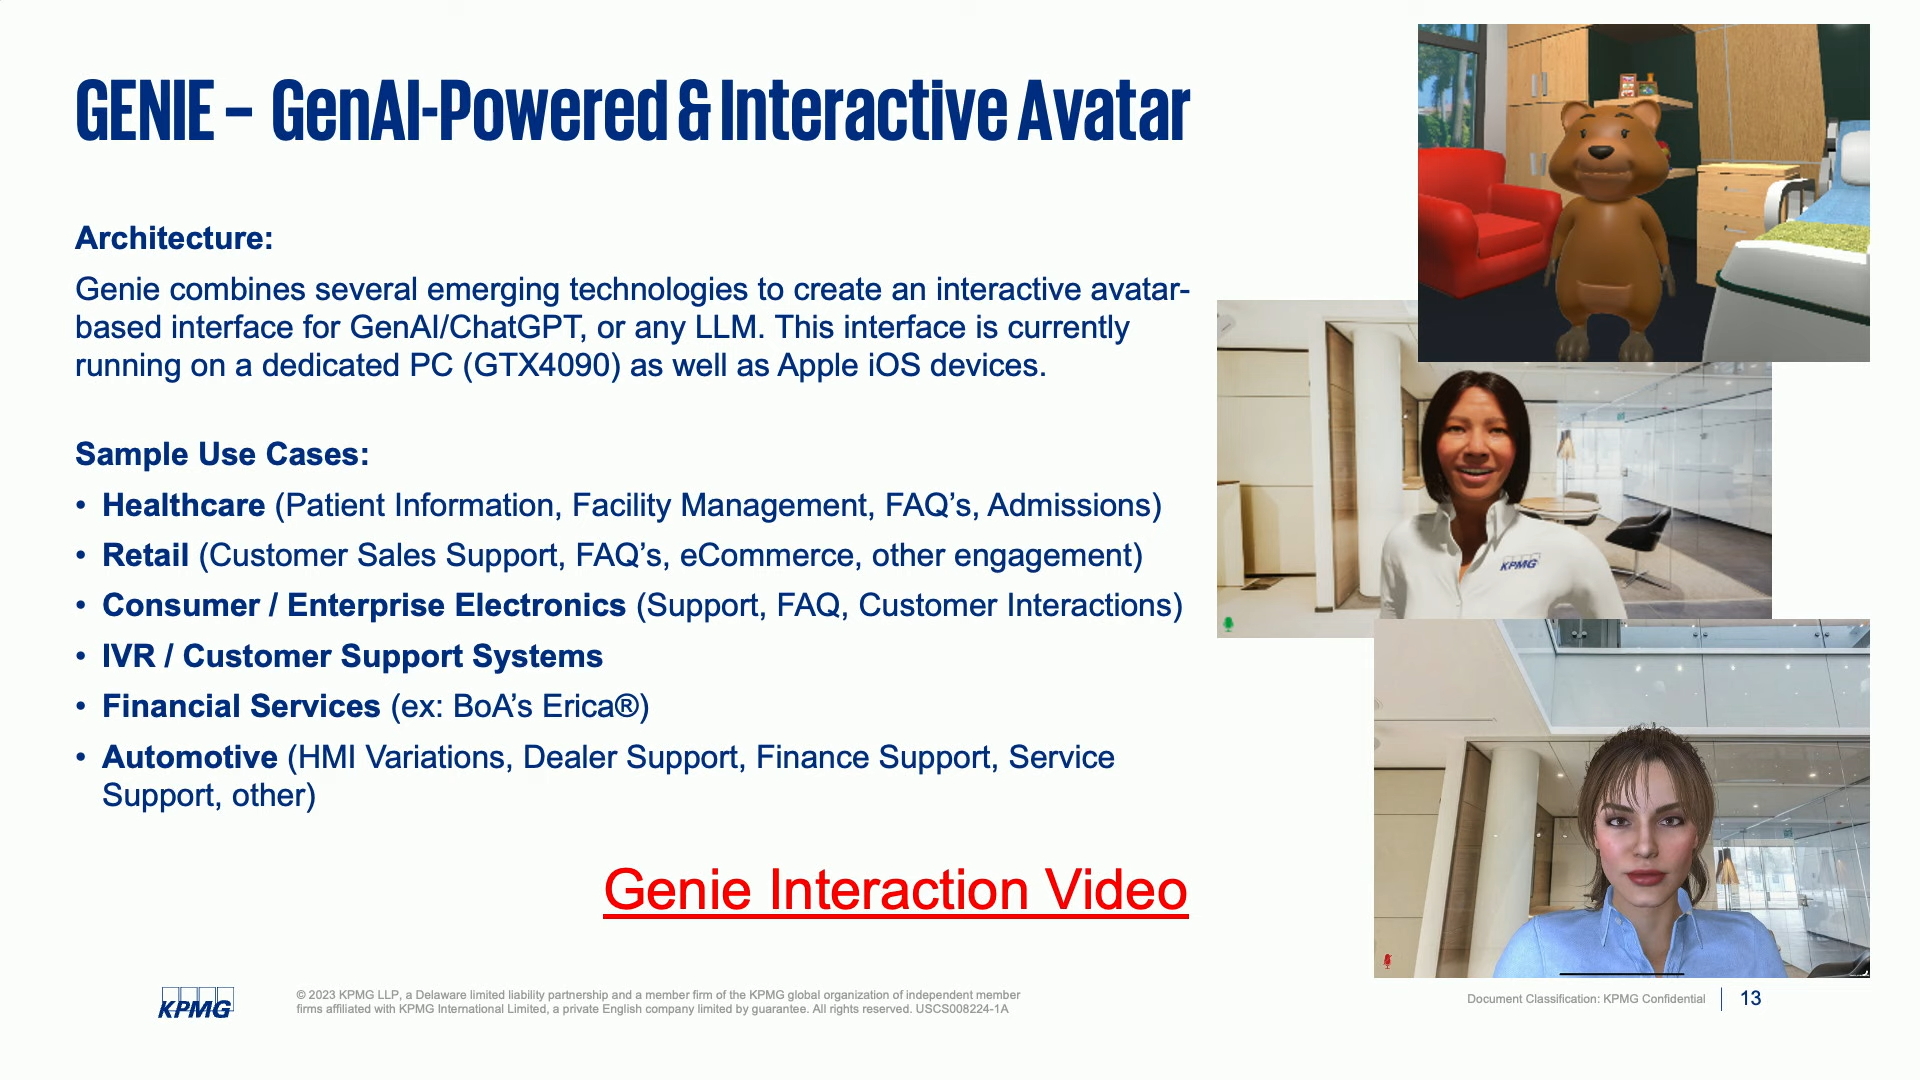 GENIE – GenAI-Powered & Interactive Avatar
Architecture:
Genie combines several emerging technologies to create an interactive avatar-
based interface for GenAI/ChatGPT, or any LLM. This interface is currently
running on a dedicated PC (GTX4090) as well as Apple iOS devices.
Sample Use Cases:
• Healthcare (Patient Information, Facility Management, FAQ’s, Admissions)
• Retail (Customer Sales Support, FAQ’s, eCommerce, other engagement)
• Consumer / Enterprise Electronics (Support, FAQ, Customer Interactions)
• IVR / Customer Support Systems
• Financial Services (ex: BoA’s Erica®)
• Automotive (HMI Variations, Dealer Support, Finance Support, Service
Support, other)
Genie Interaction Video
KPMG
KPMG
© 2023 KPMG LLP, a Delaware limited liability partnership and a member firm of the KPMG global organization of independent member
firms affiliated with KPMG International Limited, a private English company limited by guarantee. All rights reserved. USCS008224-1A
Document Classification: KPMG Confidential
13